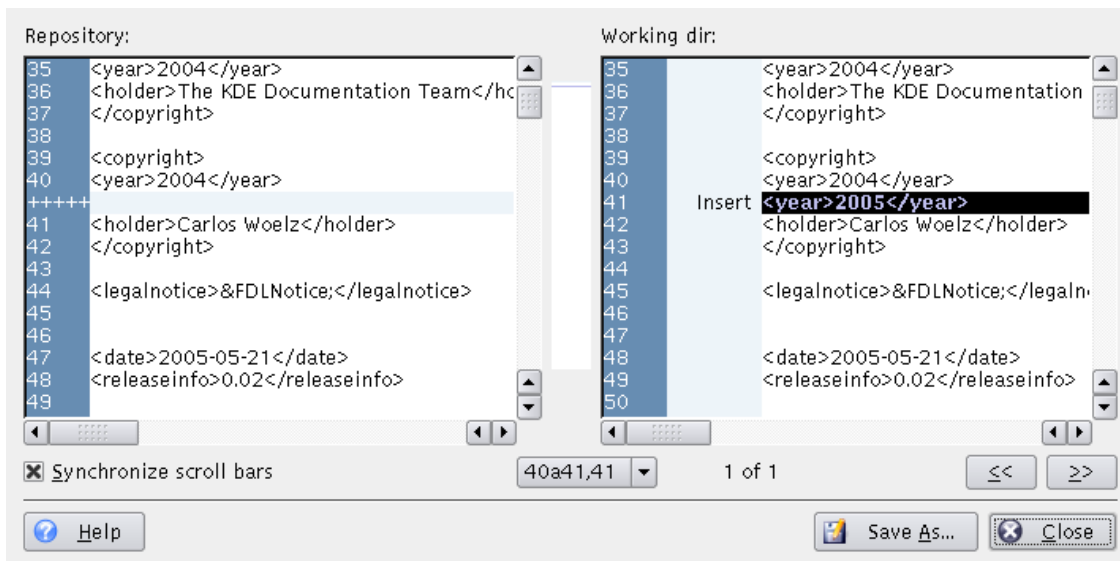 Repository:
35 <year>2004</year>
36 <holder>The KDE Documentation Team</hc
37 </copyright>
38
39 <copyright>
40 <year>2004</year>
+++++
41 <holder>Carlos Woelz</holder>
42 </copyright>
43
44 <legalnotice>&FDLNotice;</legalnotice>
45
46
47 <date>2005-05-21</date>
48 <releaseinfo>0.02</releaseinfo>
49
Working dir:
35 <year>2004</year>
36 <holder>The KDE Documentation
37 </copyright>
38
39 <copyright>
40 <year>2004</year>
41 Insert <year>2005</year>
42 <holder>Carlos Woelz</holder>
43 </copyright>
44
45 <legalnotice>&FDLNotice;</legaln
46
47
48 <date>2005-05-21</date>
49 <releaseinfo>0.02</releaseinfo>
50
Synchronize scroll bars
40a41,41
1 of 1
<<
>>
Help
Save As...
Close